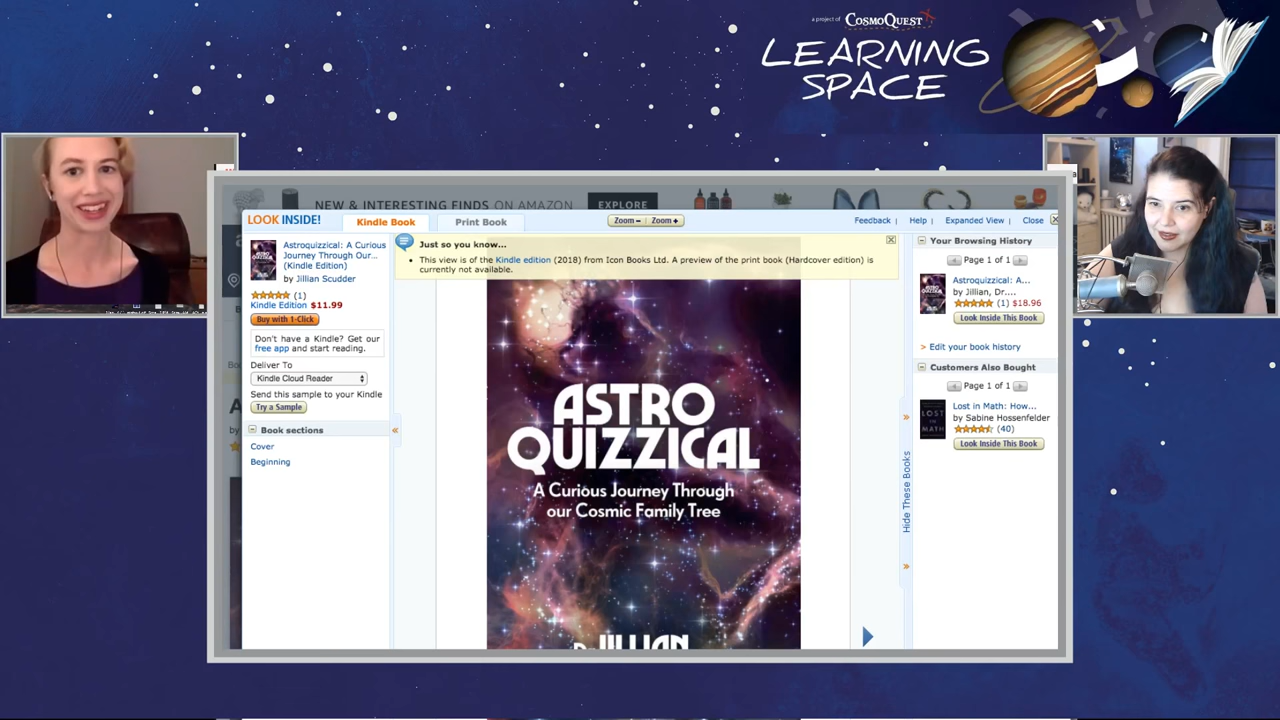 a project of CosmoQuest
LEARNING
SPACE
NEW & INTERESTING FINDS ON AMAZON
EXPLORE
LOOK INSIDE!
Kindle Book
Print Book
Zoom -
Zoom +
Feedback |
Help |
Expanded View |
Close
Astroquizzical: A Curious
Journey Through Our...
(Kindle Edition)
by Jillian Scudder
(1)
Kindle Edition $11.99
Buy with 1-Click
Don't have a Kindle? Get our
free app and start reading.
Deliver To
Kindle Cloud Reader
Send this sample to your Kindle
Try a Sample
Book sections
Cover
Beginning
Just so you know...
• This view is of the Kindle edition (2018) from Icon Books Ltd. A preview of the print book (Hardcover edition) is
currently not available.
ASTRO
QUIZZICAL
A Curious Journey Through
our Cosmic Family Tree
Dr JILLIAN
Hide These Books
Your Browsing History
Page 1 of 1
Astroquizzical: A...
by Jillian, Dr....
(1) $18.96
Look Inside This Book
> Edit your book history
Customers Also Bought
Page 1 of 1
LOST
IN
MATH
Lost in Math: How...
by Sabine Hossenfelder
(40)
Look Inside This Book